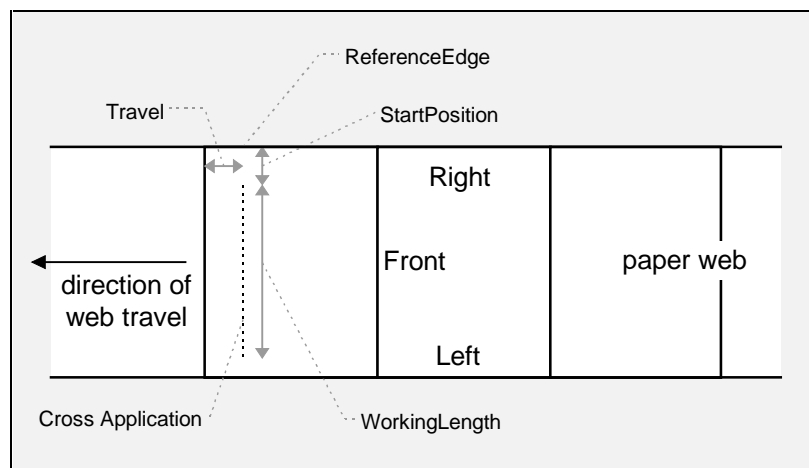 ReferenceEdge
Travel
StartPosition
Right
Front
paper web
direction of
web travel
Left
Cross Application
WorkingLength